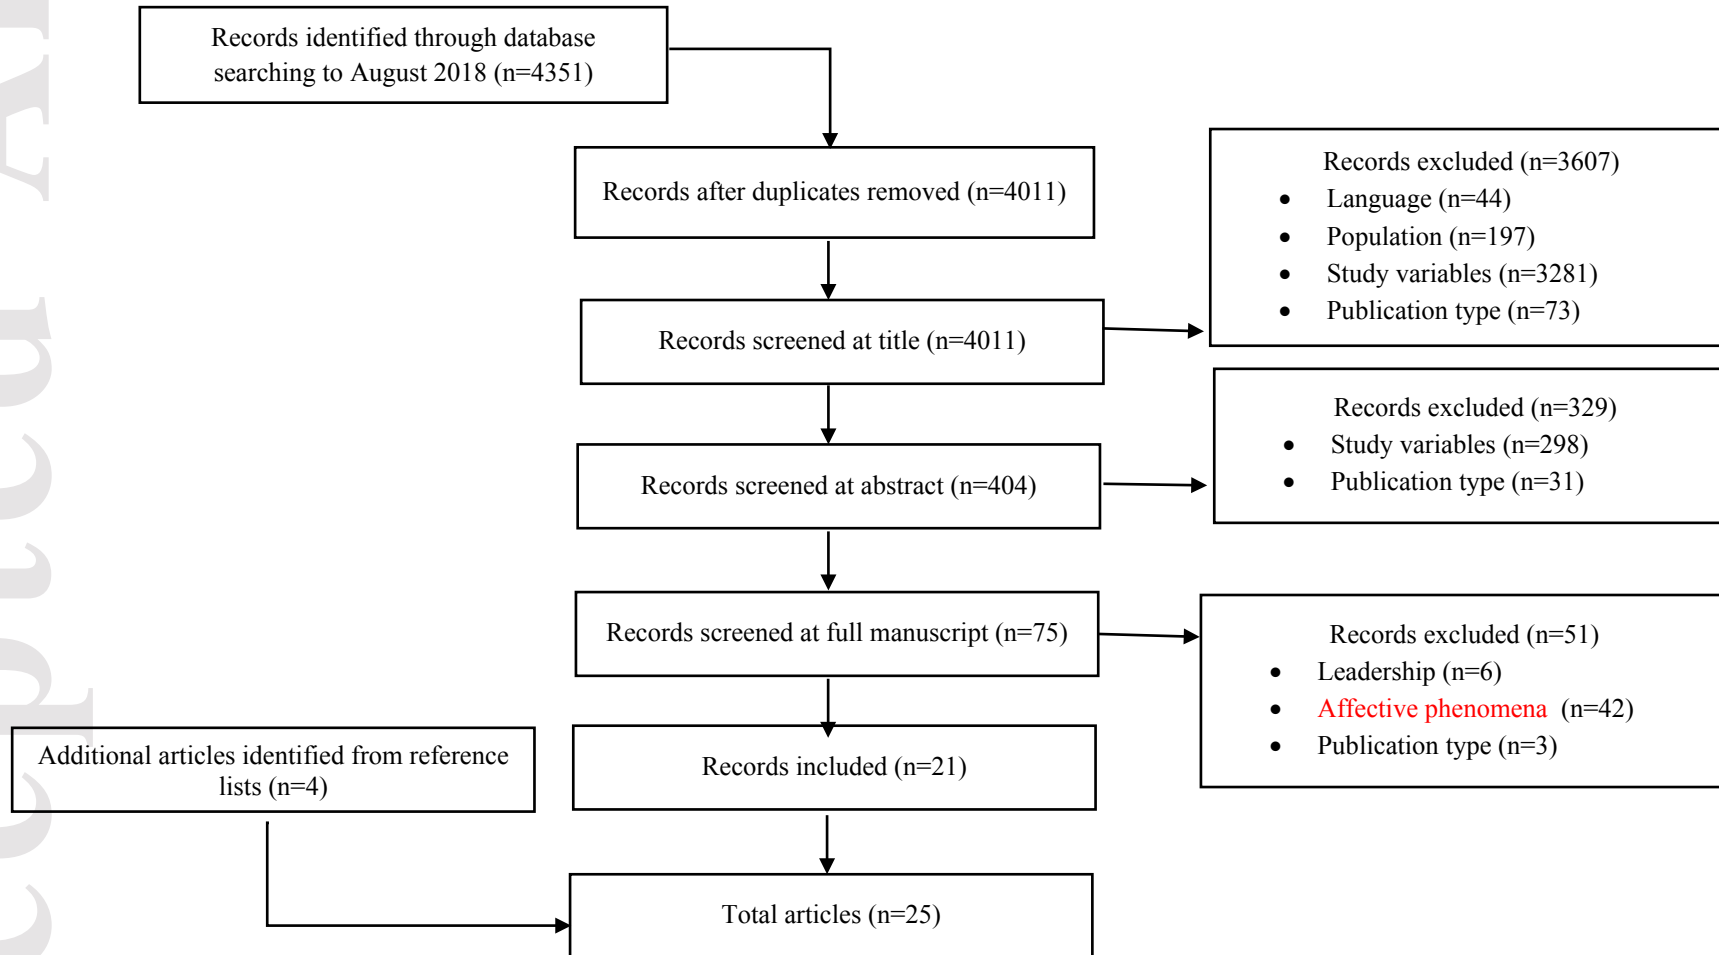 Records identified through database
searching to August 2018 (n=4351)
Records after duplicates removed (n=4011)
Records excluded (n=3607)
• Language (n=44)
• Population (n=197)
• Study variables (n=3281)
• Publication type (n=73)
Records screened at title (n=4011)
Records excluded (n=329)
• Study variables (n=298)
• Publication type (n=31)
Records screened at abstract (n=404)
Records screened at full manuscript (n=75)
Records excluded (n=51)
• Leadership (n=6)
• Affective phenomena (n=42)
• Publication type (n=3)
Additional articles identified from reference
lists (n=4)
Records included (n=21)
Total articles (n=25)